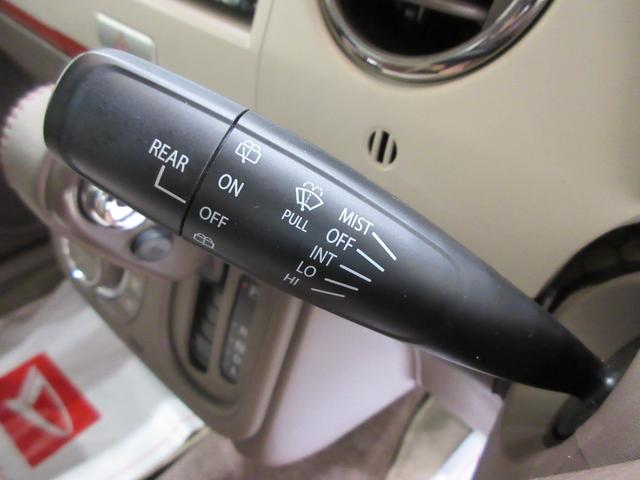 REAR
ON
OFF
PULL
MIST
OFF
INT
LO
HI